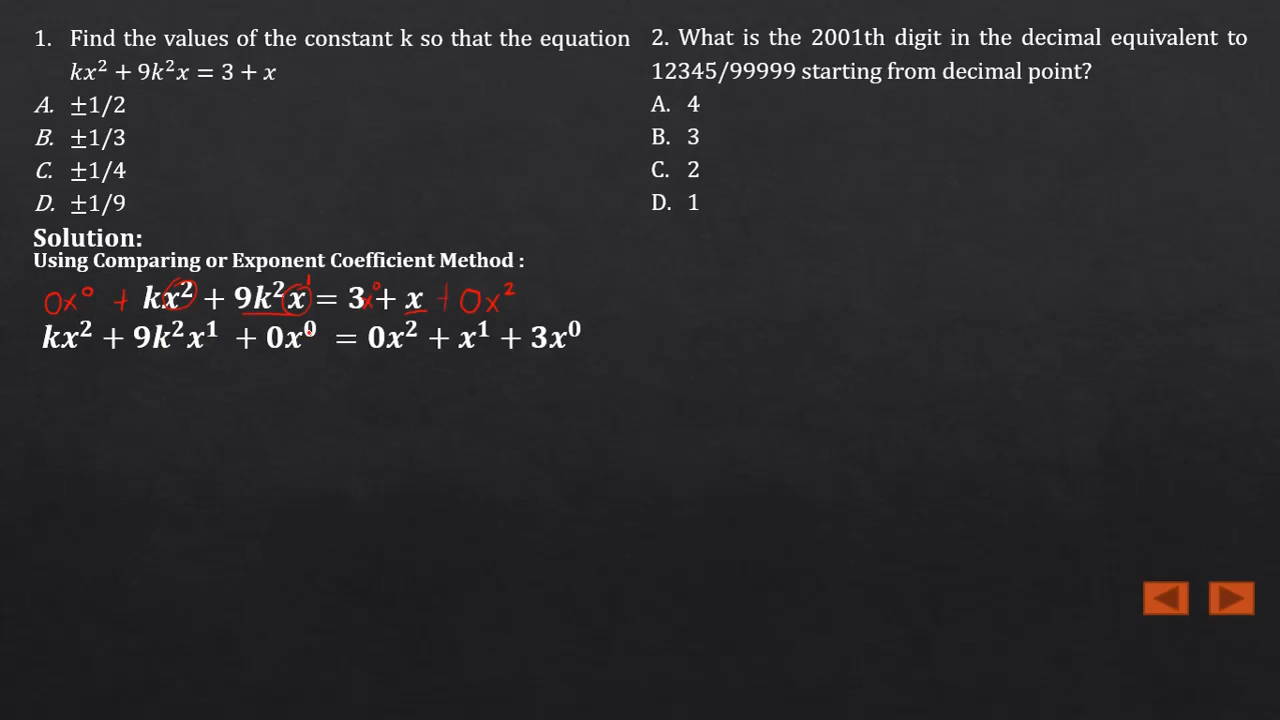 1. Find the values of the constant k so that the equation
kx² + 9k²x = 3 + x
A. ±1/2
B. ±1/3
C. ±1/4
D. ±1/9
Solution:
Using Comparing or Exponent Coefficient Method :
0x⁰ + kx² + 9k²x¹ = 3x⁰ + x + 0x²
kx² + 9k²x¹ + 0x⁰ = 0x² + x¹ + 3x⁰
2. What is the 2001th digit in the decimal equivalent to
12345/99999 starting from decimal point?
A. 4
B. 3
C. 2
D. 1